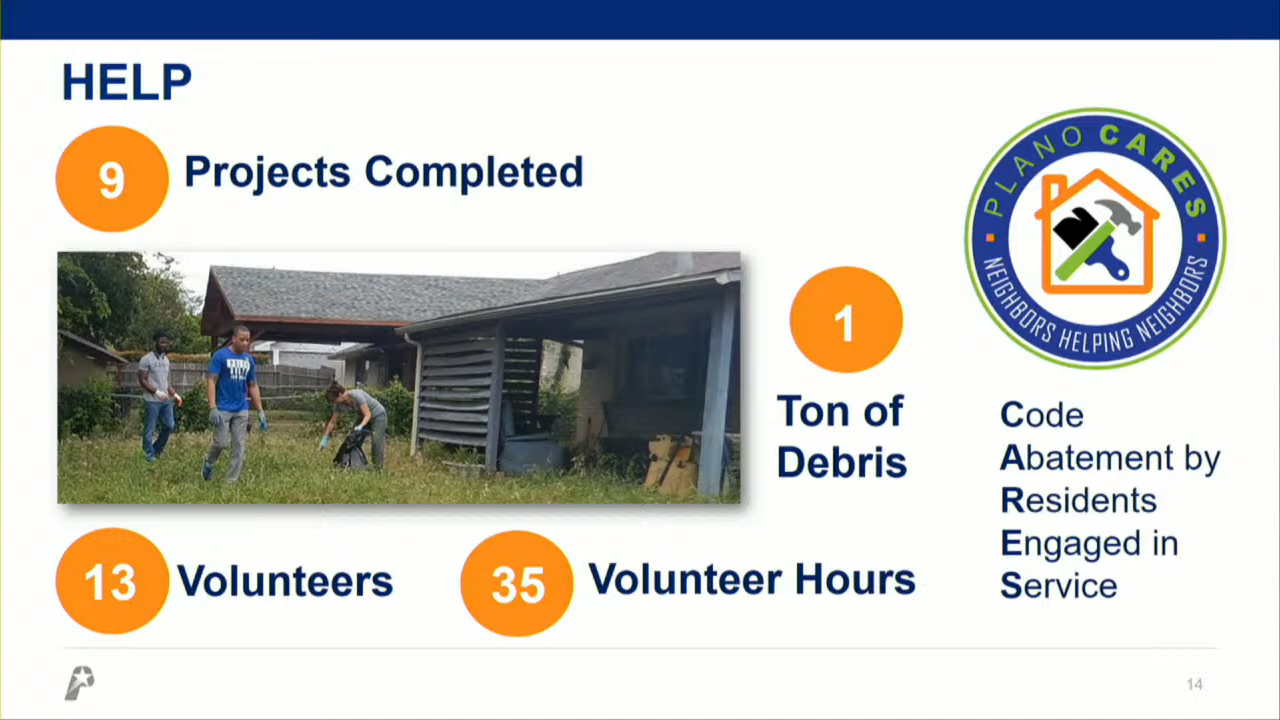 HELP
9 Projects Completed
PLANO CARES
NEIGHBORS HELPING NEIGHBORS
1
Ton of
Debris
Code
Abatement by
Residents
Engaged in
Service
13 Volunteers
35 Volunteer Hours
P
14